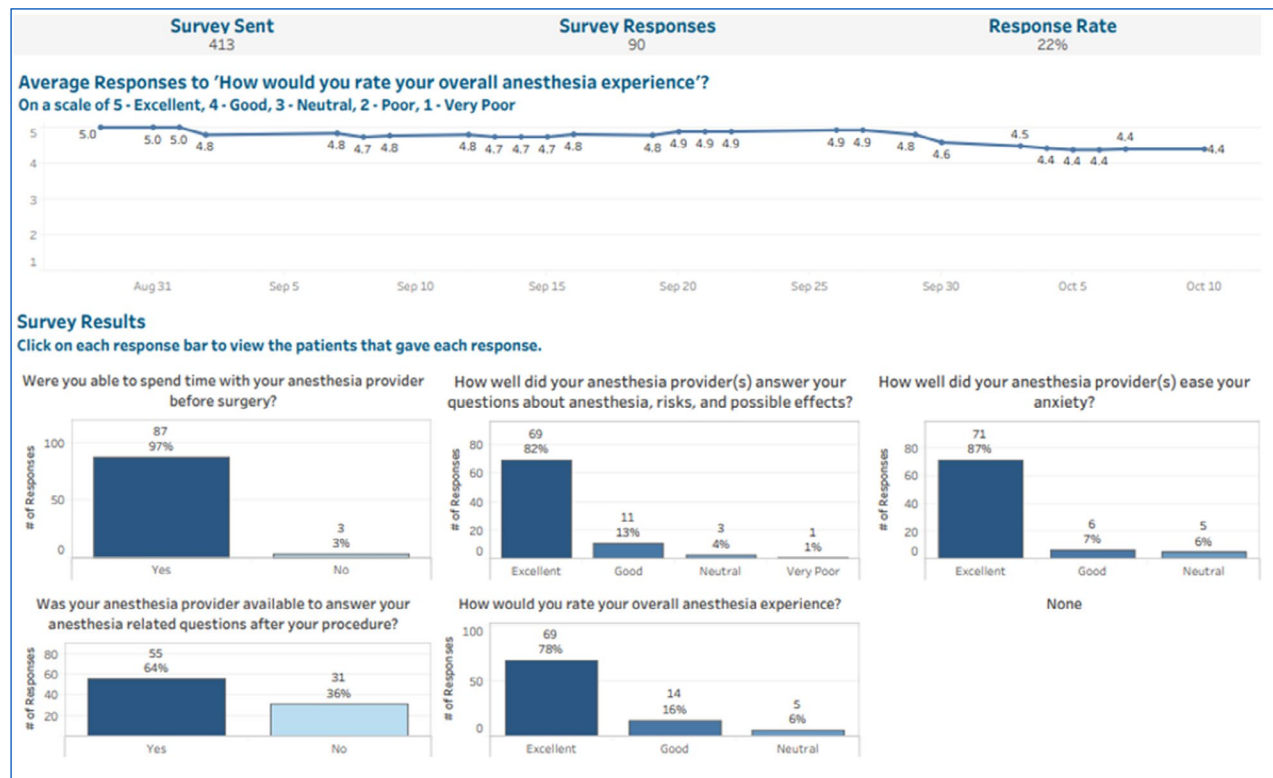 Survey Sent
413
Survey Responses
90
Response Rate
22%
Average Responses to 'How would you rate your overall anesthesia experience'?
On a scale of 5 - Excellent, 4 - Good, 3 - Neutral, 2 - Poor, 1 - Very Poor
5
4
3
2
1
5.0
5.0
5.0
4.8
4.8
4.7
4.8
4.8
4.7
4.7
4.7
4.8
4.8
4.9
4.9
4.9
4.9
4.9
4.8
4.6
4.5
4.4
4.4
4.4
4.4
4.4
Aug 31
Sep 5
Sep 10
Sep 15
Sep 20
Sep 25
Sep 30
Oct 5
Oct 10
Survey Results
Click on each response bar to view the patients that gave each response.
Were you able to spend time with your anesthesia provider
before surgery?
# of Responses
100
50
0
87
97%
3
3%
Yes
No
How well did your anesthesia provider(s) answer your
questions about anesthesia, risks, and possible effects?
# of Responses
80
60
40
20
0
69
82%
11
13%
3
4%
1
1%
Excellent
Good
Neutral
Very Poor
How well did your anesthesia provider(s) ease your
anxiety?
# of Responses
80
60
40
20
0
71
87%
6
7%
5
6%
Excellent
Good
Neutral
Was your anesthesia provider available to answer your
anesthesia related questions after your procedure?
# of Responses
80
60
40
20
55
64%
31
36%
Yes
No
How would you rate your overall anesthesia experience?
# of Responses
100
50
0
69
78%
14
16%
5
6%
Excellent
Good
Neutral
None